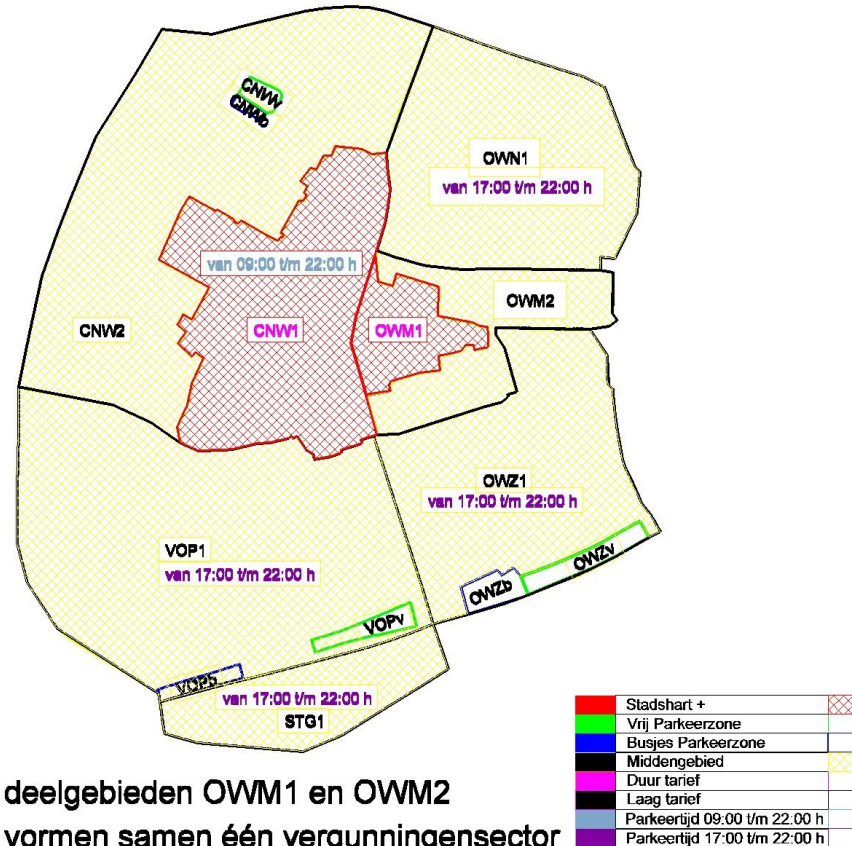 CNWv
CNWb
OWN1
van 17:00 t/m 22:00 h
van 09:00 t/m 22:00 h
OWM2
CNW2
CNW1
OWM1
OWZ1
van 17:00 t/m 22:00 h
VOP1
van 17:00 t/m 22:00 h
OWZv
OWZb
VOPv
VOPb
van 17:00 t/m 22:00 h
STG1
Stadshart +
Vrij Parkeerzone
Busjes Parkeerzone
Middengebied
Duur tarief
Laag tarief
Parkeertijd 09:00 t/m 22:00 h
Parkeertijd 17:00 t/m 22:00 h
deelgebieden OWM1 en OWM2
vormen samen één vergunningensector